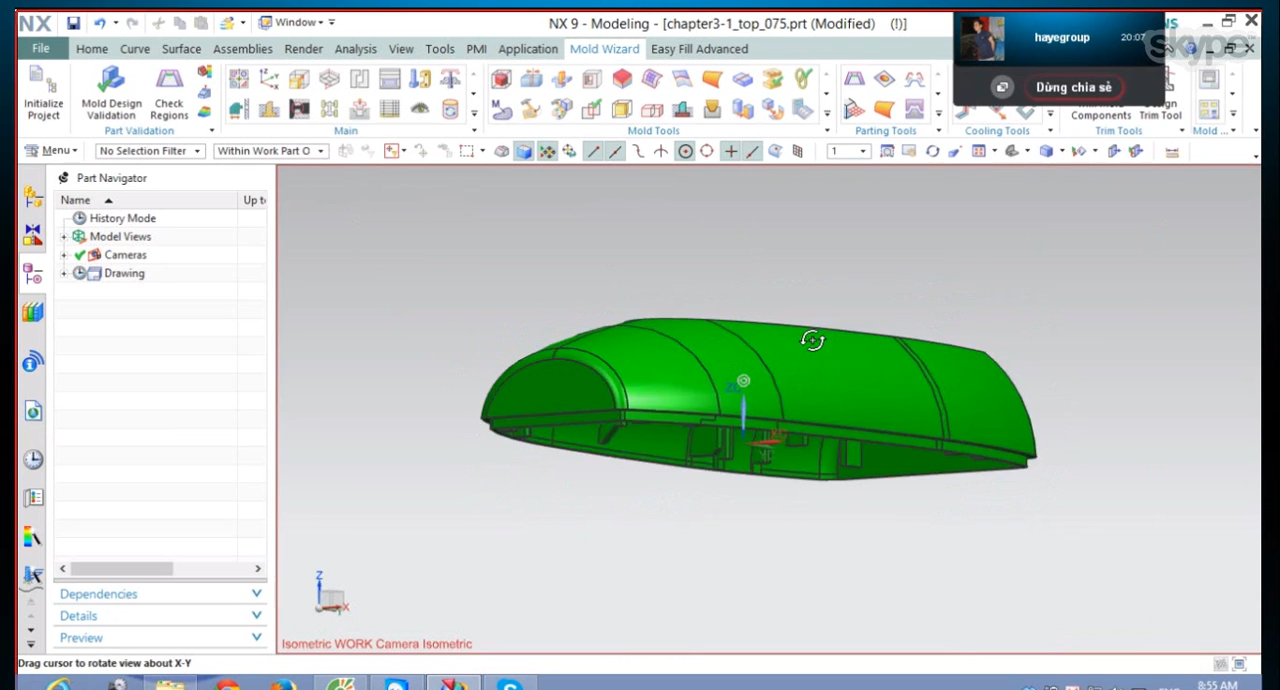 NX
Window
NX 9 - Modeling - [chapter3-1_top_075.prt (Modified) (!)]
hayegroup
20:07
skype
Dừng chia sẻ
File
Home
Curve
Surface
Assemblies
Render
Analysis
View
Tools
PMI
Application
Mold Wizard
Easy Fill Advanced
Initialize
Project
Mold Design
Validation
Check
Regions
Components
Trim Tool
Part Validation
Main
Mold Tools
Parting Tools
Cooling Tools
Trim Tools
Mold ...
Menu
No Selection Filter
Within Work Part O
1
Part Navigator
Name
Up to
History Mode
Model Views
Cameras
Drawing
Dependencies
Details
Preview
Z
X
Isometric WORK Camera Isometric
Drag cursor to rotate view about X-Y
8:55 AM